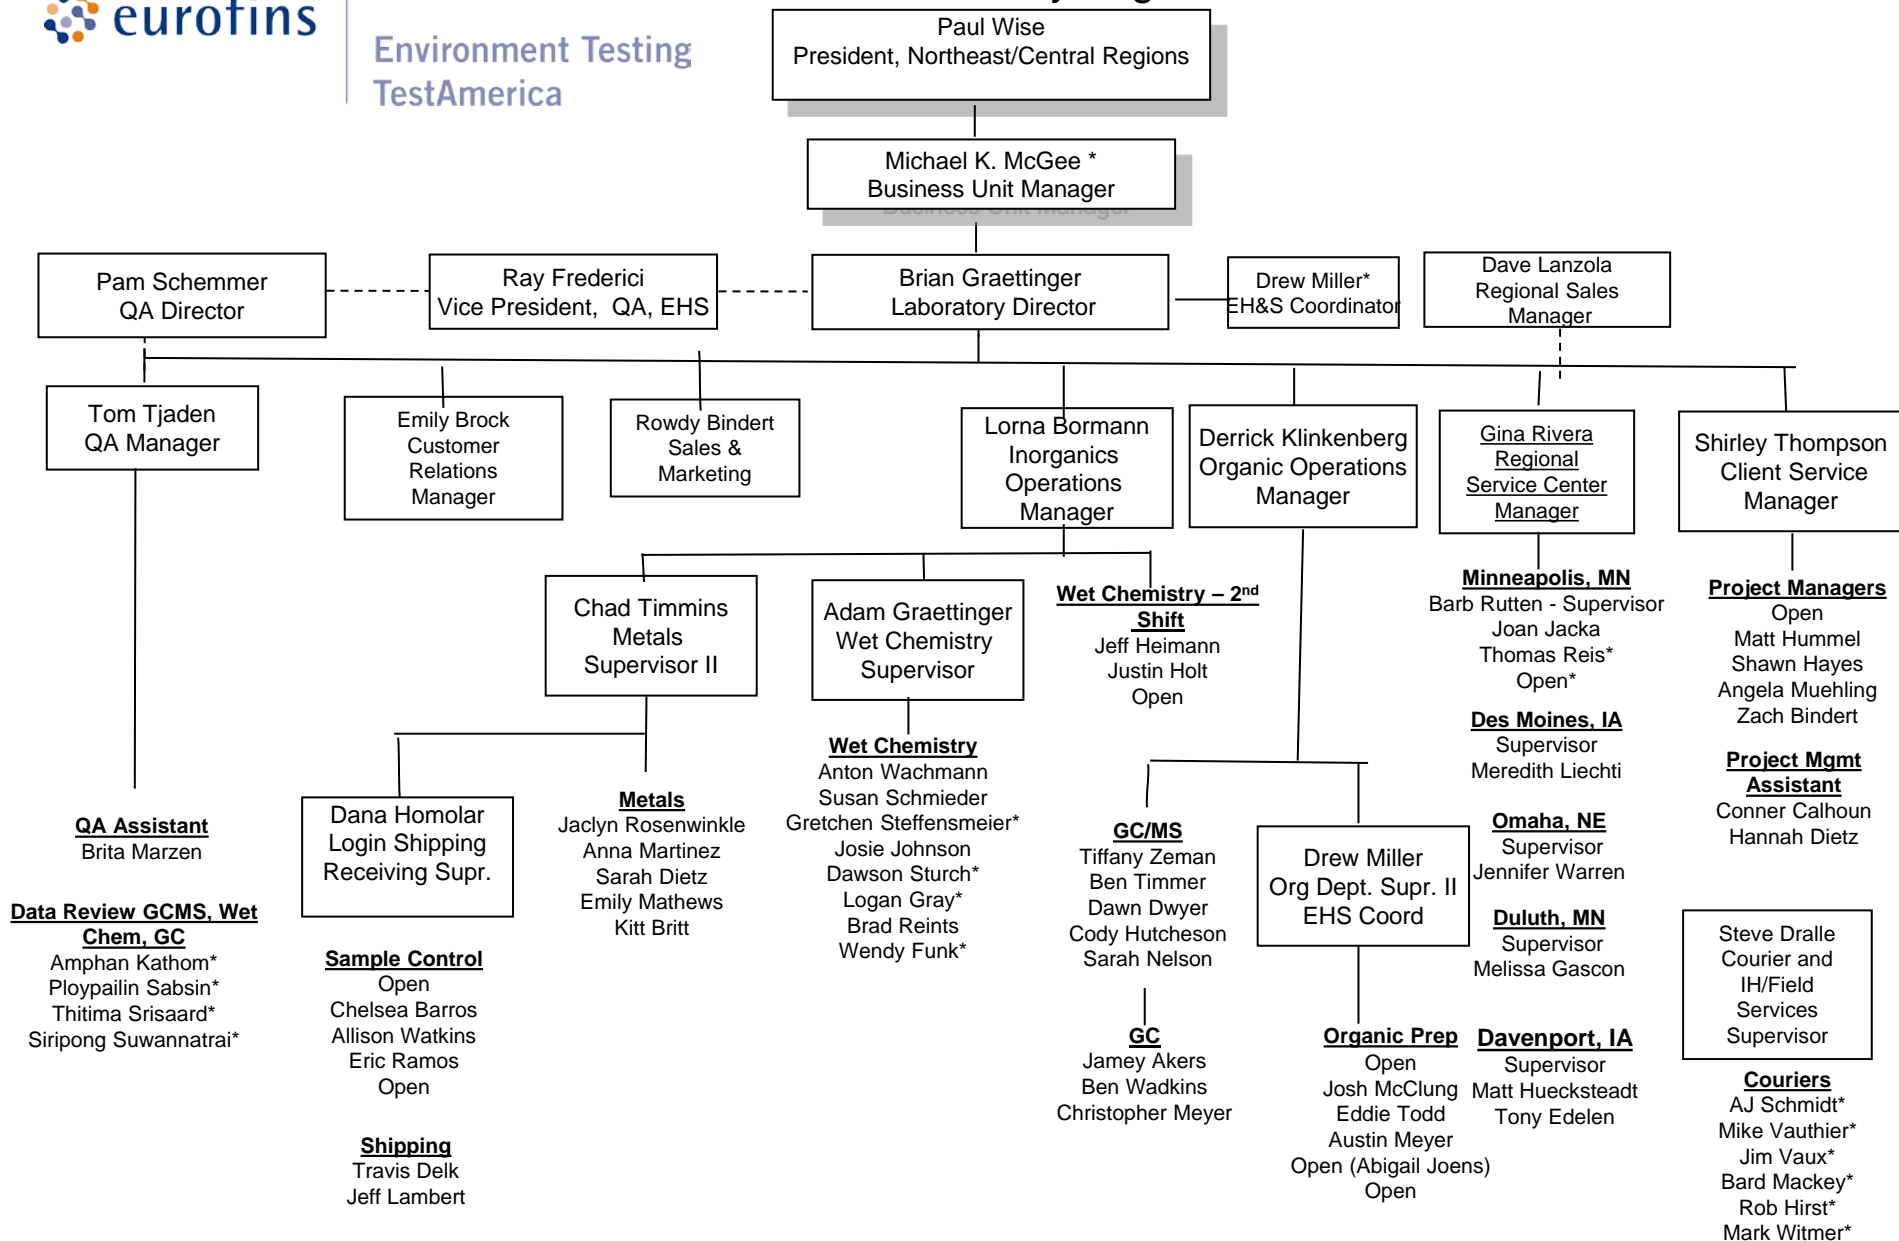 eurofins
Environment Testing
TestAmerica
Paul Wise
President, Northeast/Central Regions
Michael K. McGee *
Business Unit Manager
Pam Schemmer
QA Director
Ray Frederici
Vice President, QA, EHS
Brian Graettinger
Laboratory Director
Drew Miller*
EH&S Coordinator
Dave Lanzola
Regional Sales
Manager
Tom Tjaden
QA Manager
Emily Brock
Customer
Relations
Manager
Rowdy Bindert
Sales &
Marketing
Lorna Bormann
Inorganics
Operations
Manager
Derrick Klinkenberg
Organic Operations
Manager
Gina Rivera
Regional
Service Center
Manager
Shirley Thompson
Client Service
Manager
Chad Timmins
Metals
Supervisor II
Adam Graettinger
Wet Chemistry
Supervisor
Wet Chemistry – 2nd
Shift
Jeff Heimann
Justin Holt
Open
Minneapolis, MN
Barb Rutten - Supervisor
Joan Jacka
Thomas Reis*
Open*
Des Moines, IA
Supervisor
Meredith Liechti
Omaha, NE
Supervisor
Jennifer Warren
Duluth, MN
Supervisor
Melissa Gascon
Davenport, IA
Supervisor
Matt Huecksteadt
Tony Edelen
Project Managers
Open
Matt Hummel
Shawn Hayes
Angela Muehling
Zach Bindert
Project Mgmt
Assistant
Conner Calhoun
Hannah Dietz
QA Assistant
Brita Marzen
Data Review GCMS, Wet
Chem, GC
Amphan Kathom*
Ploypailin Sabsin*
Thitima Srisaard*
Siripong Suwannatrai*
Dana Homolar
Login Shipping
Receiving Supr.
Sample Control
Open
Chelsea Barros
Allison Watkins
Eric Ramos
Open
Shipping
Travis Delk
Jeff Lambert
Metals
Jaclyn Rosenwinkle
Anna Martinez
Sarah Dietz
Emily Mathews
Kitt Britt
Wet Chemistry
Anton Wachmann
Susan Schmieder
Gretchen Steffensmeier*
Josie Johnson
Dawson Sturch*
Logan Gray*
Brad Reints
Wendy Funk*
GC/MS
Tiffany Zeman
Ben Timmer
Dawn Dwyer
Cody Hutcheson
Sarah Nelson
GC
Jamey Akers
Ben Wadkins
Christopher Meyer
Drew Miller
Org Dept. Supr. II
EHS Coord
Organic Prep
Open
Josh McClung
Eddie Todd
Austin Meyer
Open (Abigail Joens)
Open
Steve Dralle
Courier and
IH/Field
Services
Supervisor
Couriers
AJ Schmidt*
Mike Vauthier*
Jim Vaux*
Bard Mackey*
Rob Hirst*
Mark Witmer*